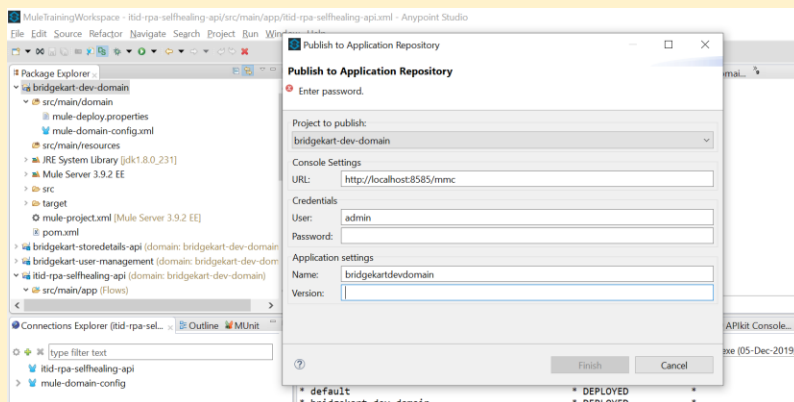 MuleTrainingWorkspace - itid-rpa-selfhealing-api/src/main/app/itid-rpa-selfhealing-api.xml - Anypoint Studio
File Edit Source Refactor Navigate Search Project Run Window
Package Explorer
bridgekart-dev-domain
src/main/domain
mule-deploy.properties
mule-domain-config.xml
src/main/resources
JRE System Library [jdk1.8.0_231]
Mule Server 3.9.2 EE
src
target
mule-project.xml [Mule Server 3.9.2 EE]
pom.xml
bridgekart-storedetails-api (domain: bridgekart-dev-domain
bridgekart-user-management (domain: bridgekart-dev-dom
itid-rpa-selfhealing-api (domain: bridgekart-dev-domain)
src/main/app (Flows)
Connections Explorer (itid-rpa-sel... Outline MUnit
type filter text
itid-rpa-selfhealing-api
mule-domain-config
Publish to Application Repository
Publish to Application Repository
Enter password.
Project to publish:
bridgekart-dev-domain
Console Settings
URL: http://localhost:8585/mmc
Credentials
User: admin
Password:
Application settings
Name: bridgekartdevdomain
Version:
? Finish Cancel
mai...
APIkit Console...
exe (05-Dec-2019
* default * DEPLOYED *
* bridgekart-dev-domain * DEPLOYED *